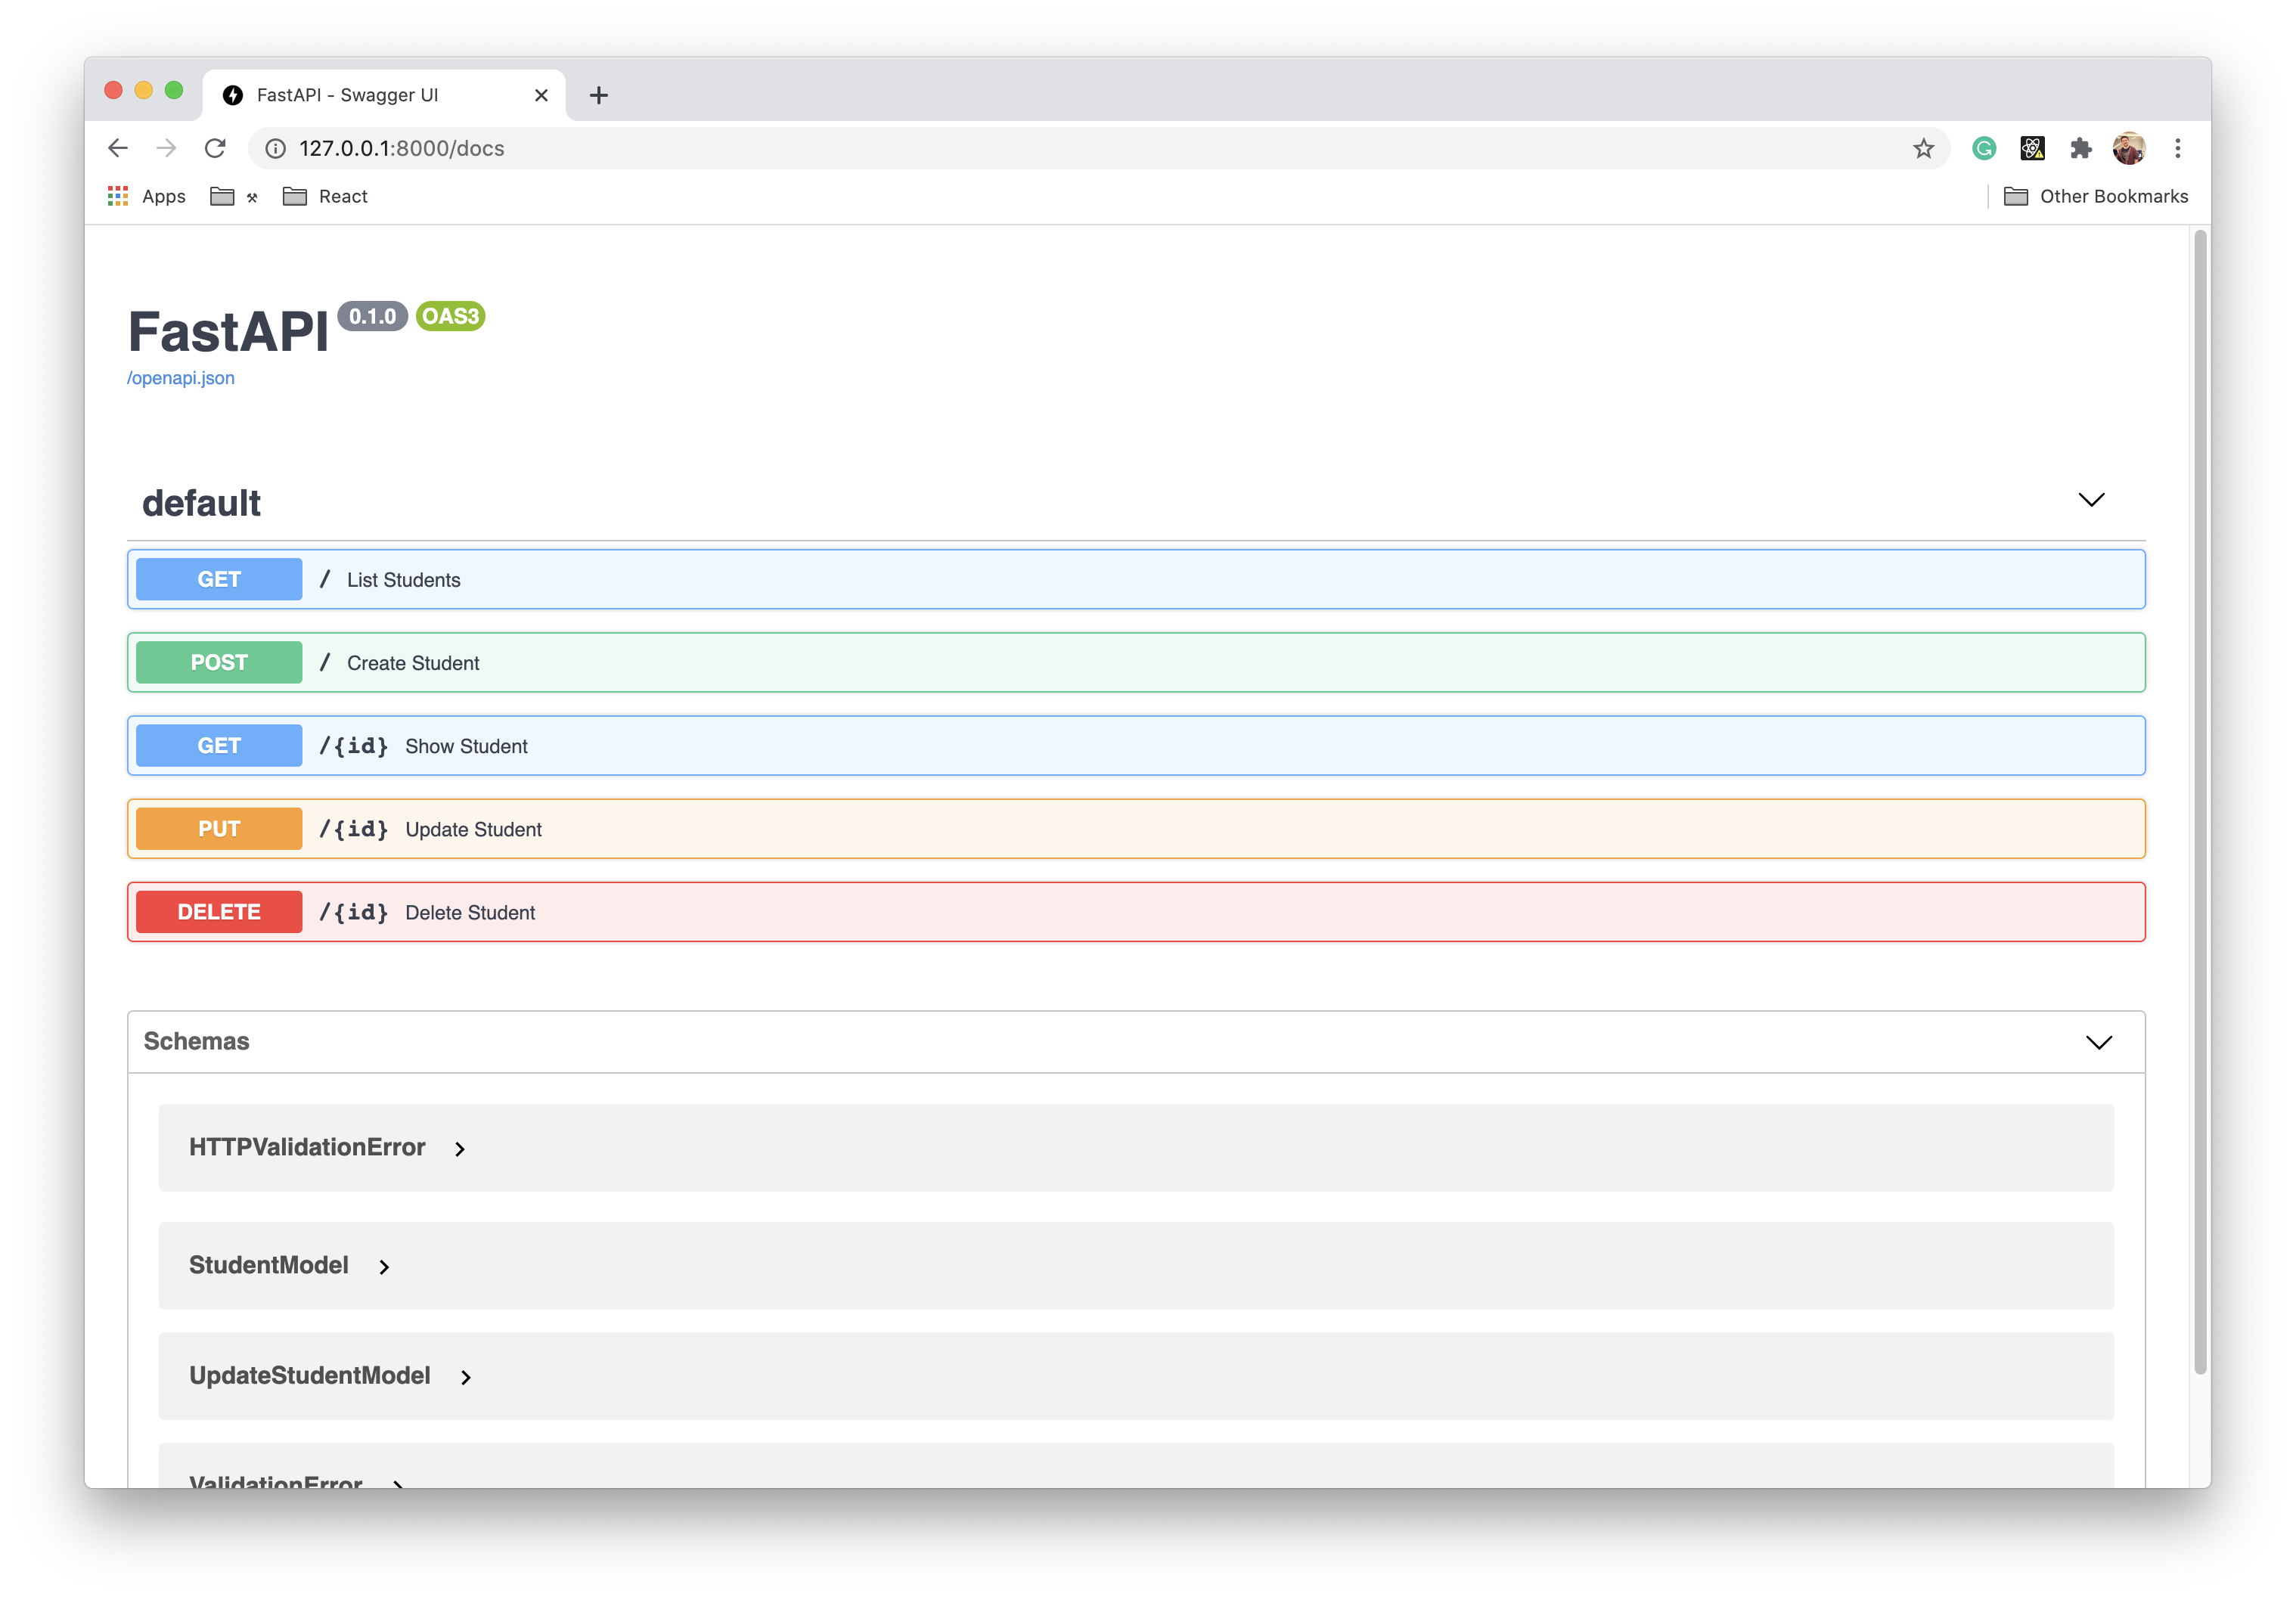 FastAPI - Swagger UI
127.0.0.1:8000/docs
Apps
React
Other Bookmarks
FastAPI 0.1.0 OAS3
/openapi.json
default
GET / List Students
POST / Create Student
GET /{id} Show Student
PUT /{id} Update Student
DELETE /{id} Delete Student
Schemas
HTTPValidationError
StudentModel
UpdateStudentModel
ValidationError